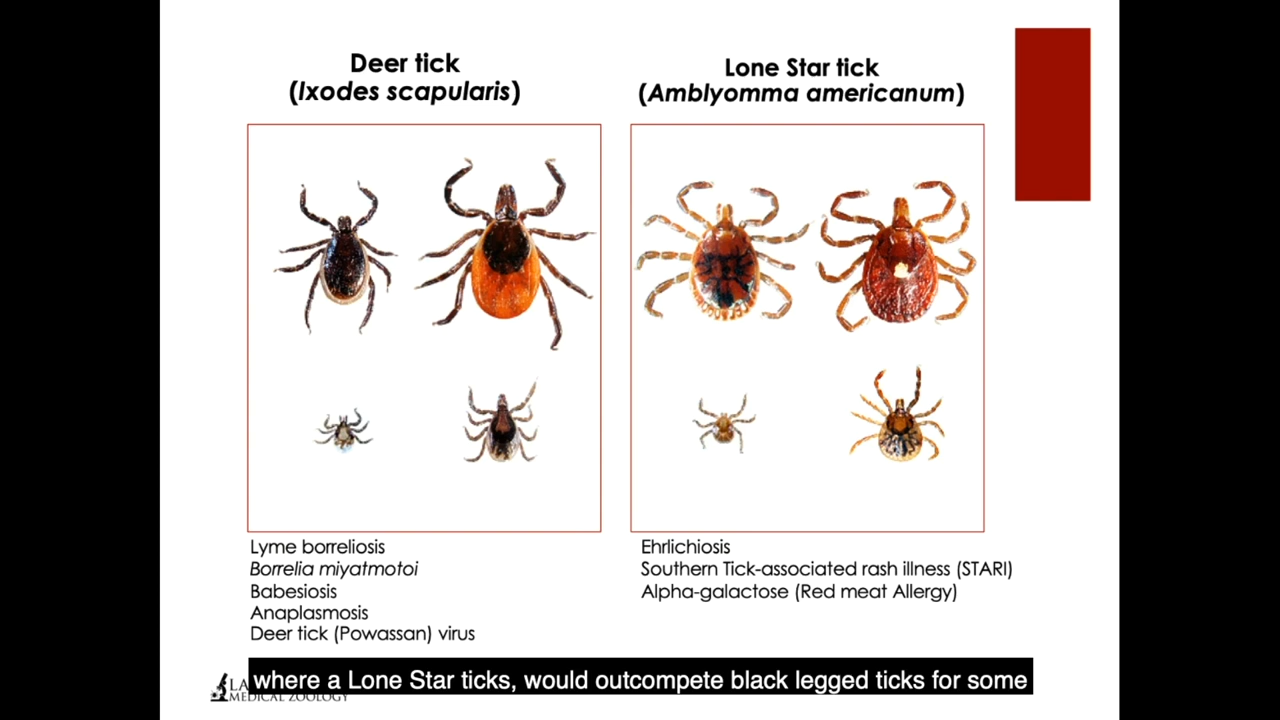 Deer tick
(Ixodes scapularis)
Lone Star tick
(Amblyomma americanum)
Lyme borreliosis
Borrelia miyatmotoi
Babesiosis
Anaplasmosis
Deer tick (Powassan) virus
Ehrlichiosis
Southern Tick-associated rash illness (STARI)
Alpha-galactose (Red meat Allergy)
where a Lone Star ticks, would outcompete black legged ticks for some
MEDICAL ZOOLOGY